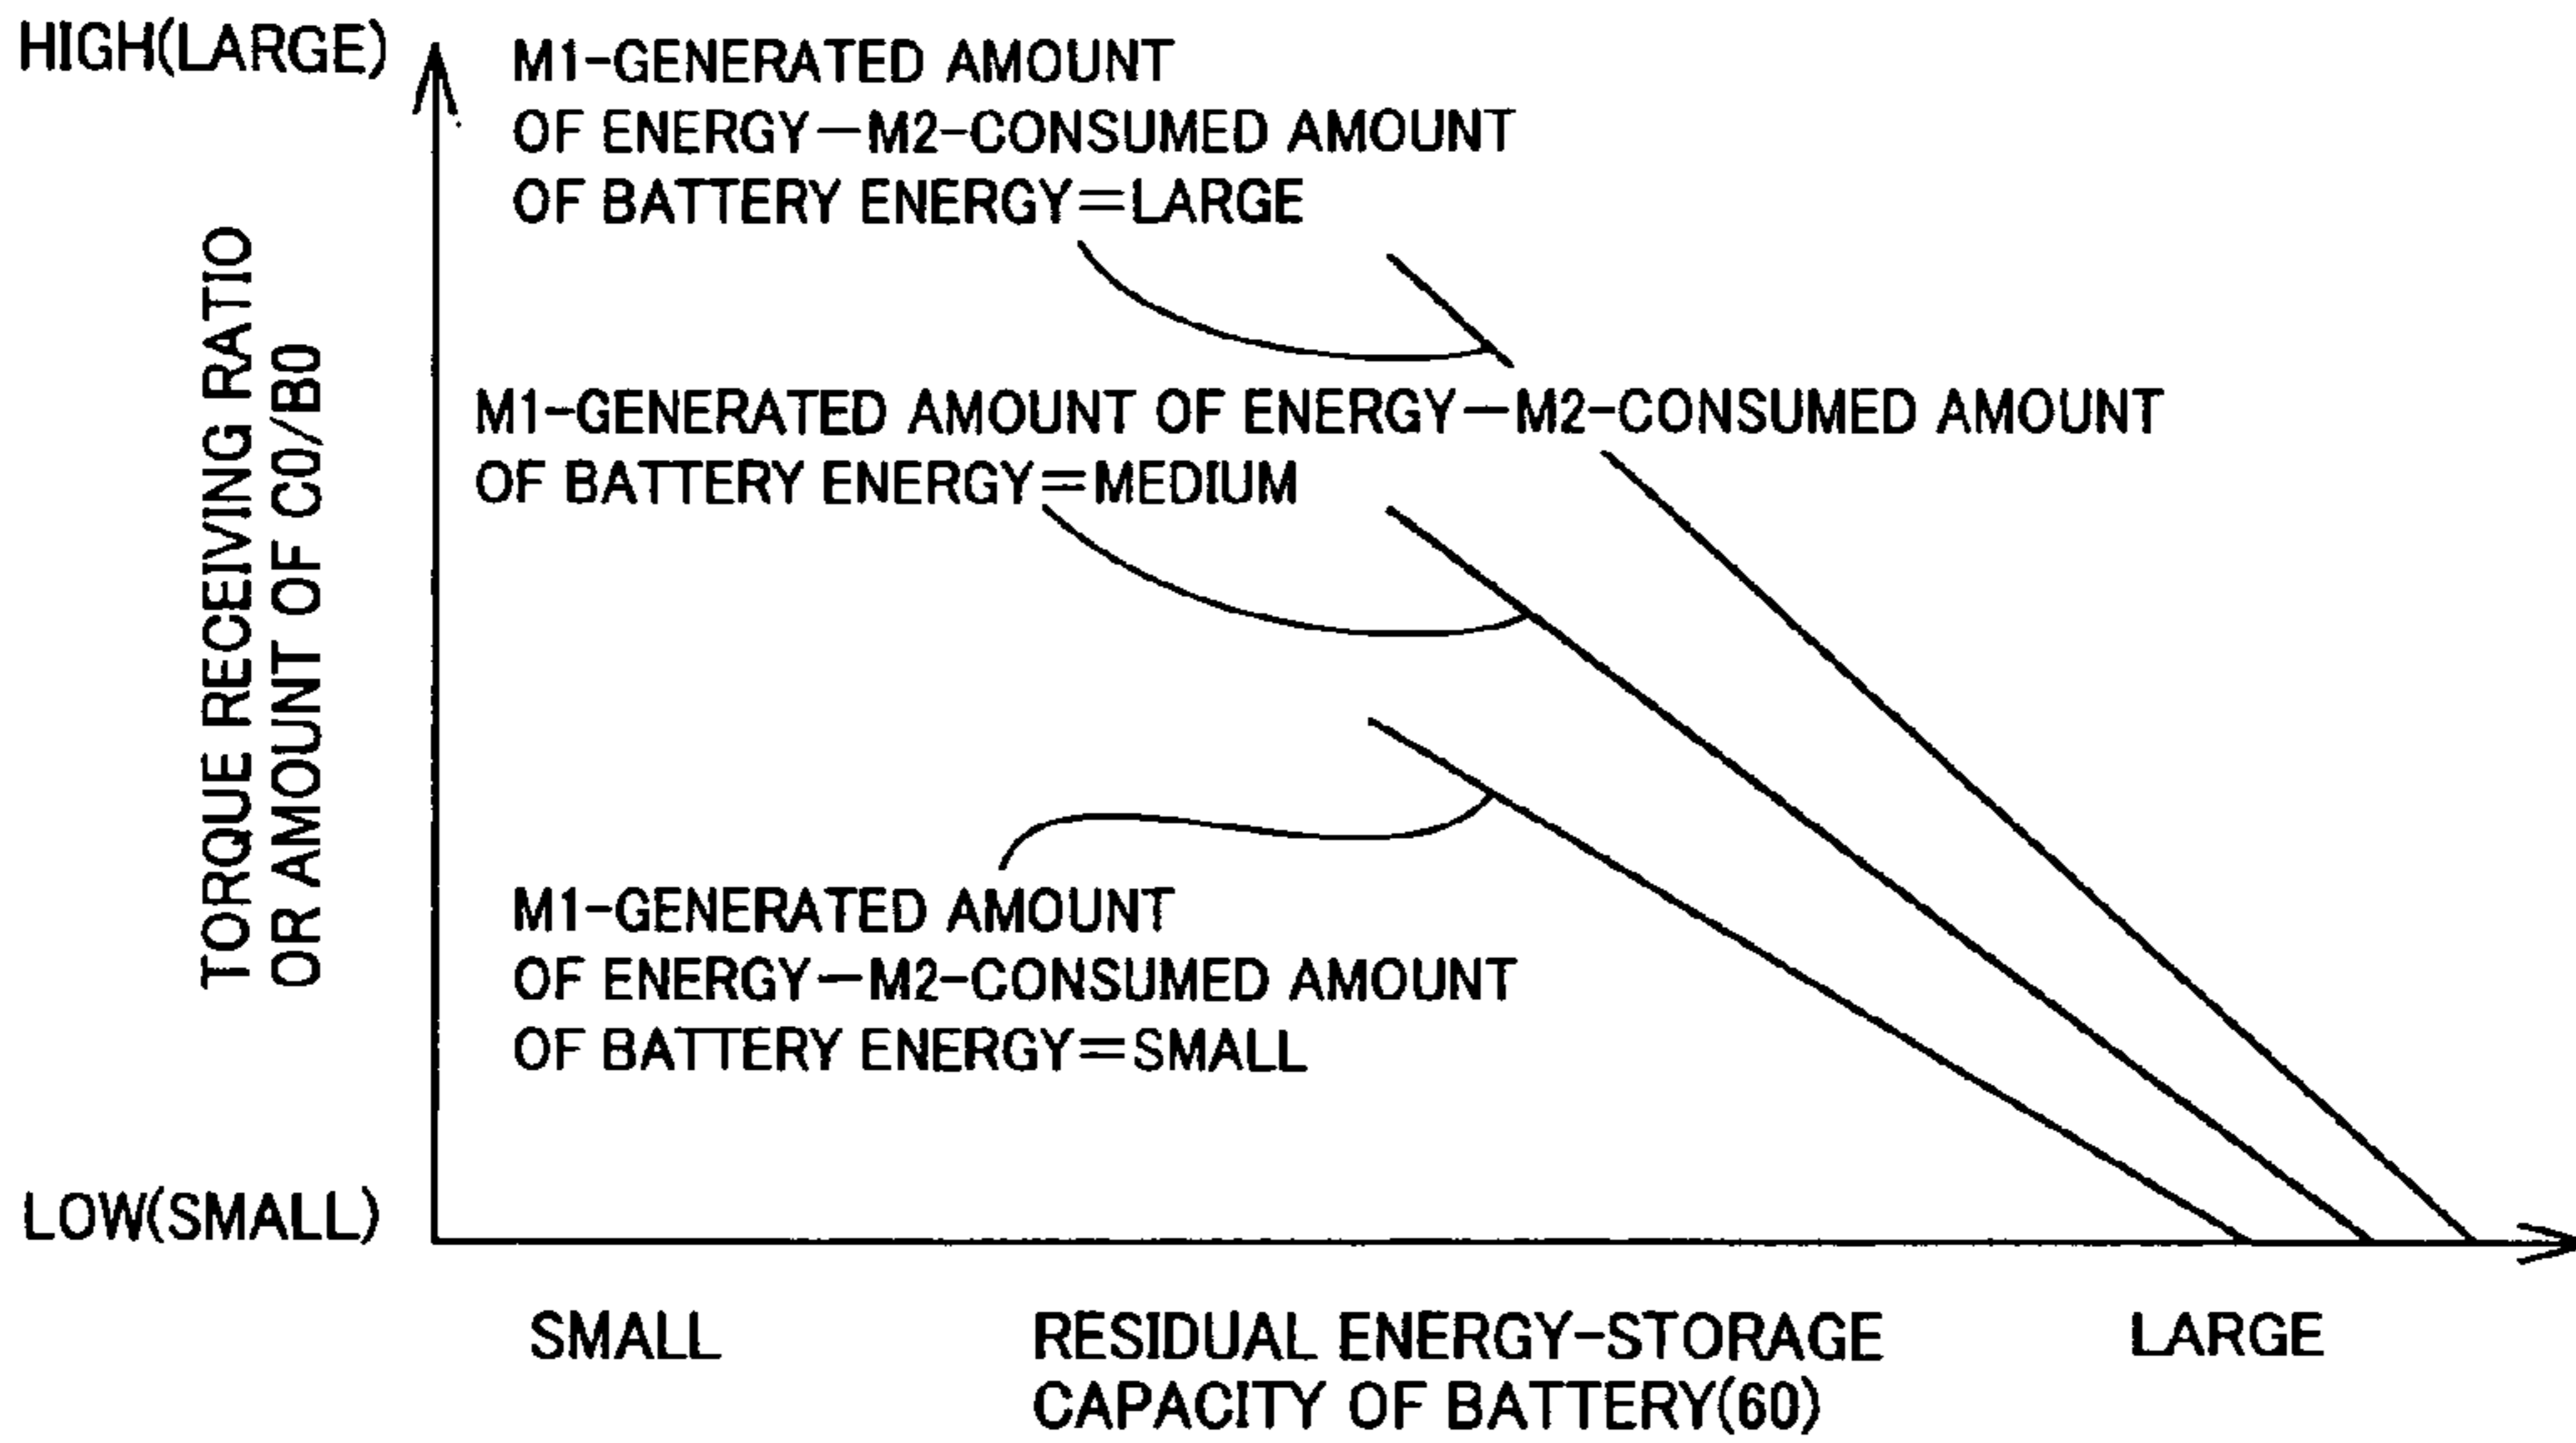 HIGH(LARGE)
M1-GENERATED AMOUNT
OF ENERGY—M2-CONSUMED AMOUNT
OF BATTERY ENERGY=LARGE
TORQUE RECEIVING RATIO
OR AMOUNT OF C0/B0
M1-GENERATED AMOUNT OF ENERGY—M2-CONSUMED AMOUNT
OF BATTERY ENERGY=MEDIUM
M1-GENERATED AMOUNT
OF ENERGY—M2-CONSUMED AMOUNT
OF BATTERY ENERGY=SMALL
LOW(SMALL)
SMALL
RESIDUAL ENERGY-STORAGE
CAPACITY OF BATTERY(60)
LARGE